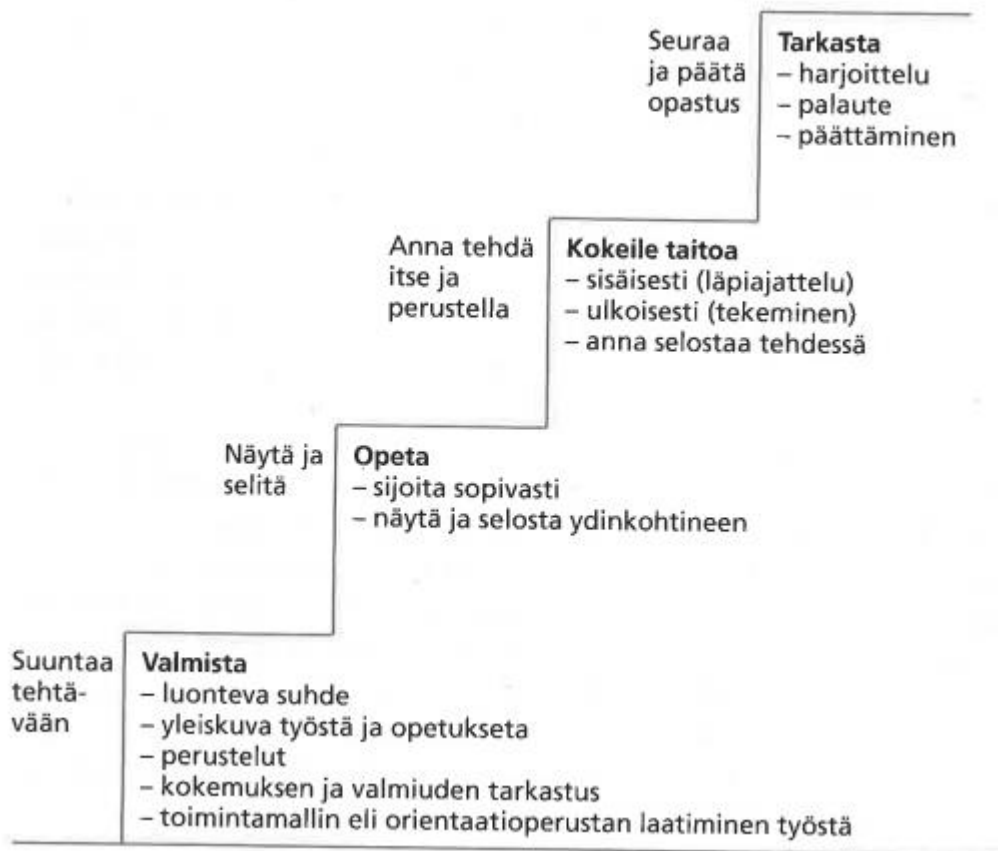 Seuraa
ja päätä
opastus
Tarkasta
– harjoittelu
– palaute
– päättäminen
Anna tehdä
itse ja
perustella
Kokeile taitoa
– sisäisesti (läpiajattelu)
– ulkoisesti (tekeminen)
– anna selostaa tehdessä
Näytä ja
selitä
Opeta
– sijoita sopivasti
– näytä ja selosta ydinkohtineen
Suuntaa
tehtä-
vään
Valmista
– luonteva suhde
– yleiskuva työstä ja opetukseta
– perustelut
– kokemuksen ja valmiuden tarkastus
– toimintamallin eli orientaatioperustan laatiminen työstä